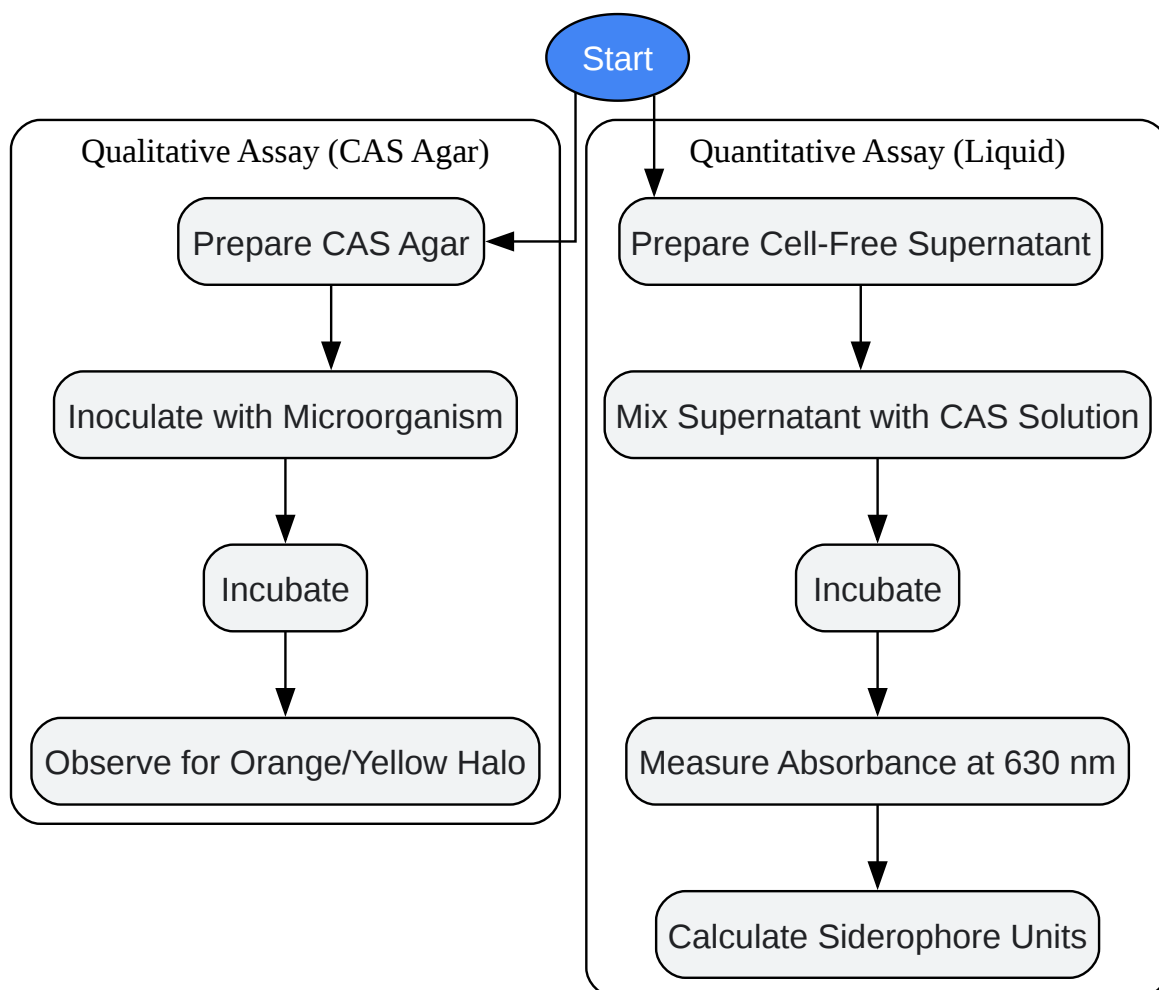 Start
Qualitative Assay (CAS Agar)
Prepare CAS Agar
Inoculate with Microorganism
Incubate
Observe for Orange/Yellow Halo
Quantitative Assay (Liquid)
Prepare Cell-Free Supernatant
Mix Supernatant with CAS Solution
Incubate
Measure Absorbance at 630 nm
Calculate Siderophore Units